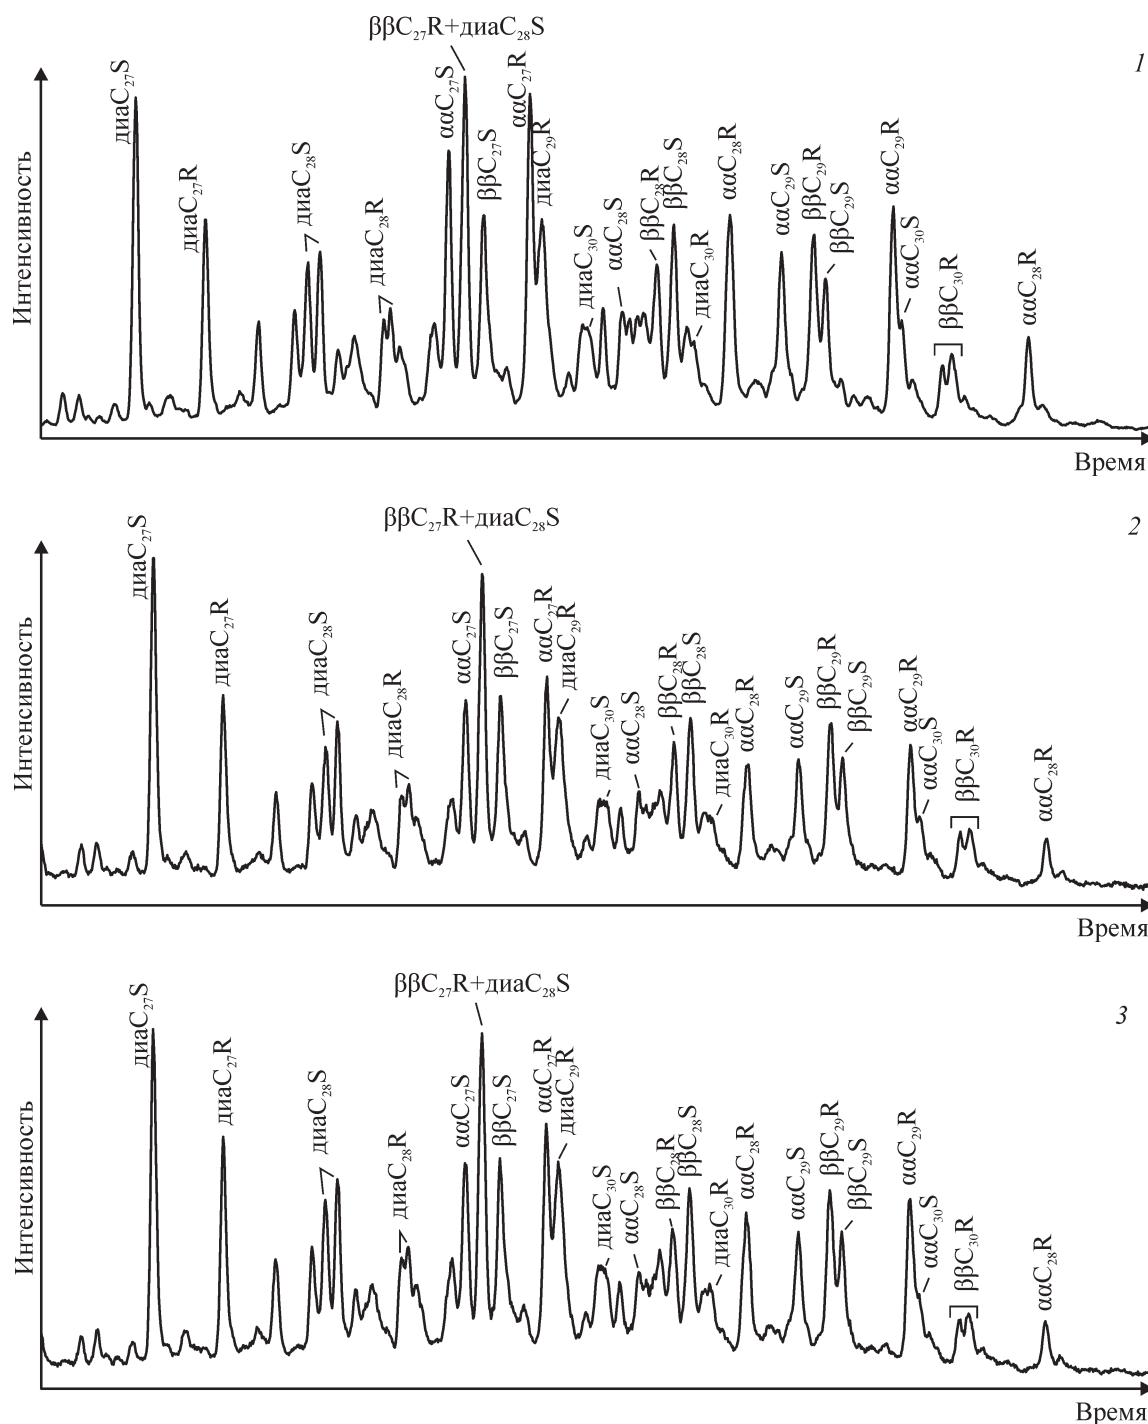 ββC₂₇R+диаC₂₈S
1
диаC₂₇S
диаC₂₇R
диаC₂₈S
диаC₂₈R
ααC₂₇S
ββC₂₇S
ααC₂₇R
диаC₂₉R
диаC₃₀S
ααC₂₈S
ββC₂₈R
ββC₂₈S
диаC₃₀R
ααC₂₈R
ααC₂₉S
ββC₂₉R
ββC₂₉S
ααC₂₉R
ααC₃₀S
ββC₃₀R
ααC₂₈R
Интенсивность
Время
ββC₂₇R+диаC₂₈S
2
диаC₂₇S
диаC₂₇R
диаC₂₈S
диаC₂₈R
ααC₂₇S
ββC₂₇S
ααC₂₇R
диаC₂₉R
диаC₃₀S
ααC₂₈S
ββC₂₈R
ββC₂₈S
диаC₃₀R
ααC₂₈R
ααC₂₉S
ββC₂₉R
ββC₂₉S
ααC₂₉R
ααC₃₀S
ββC₃₀R
ααC₂₈R
Интенсивность
Время
ββC₂₇R+диаC₂₈S
3
диаC₂₇S
диаC₂₇R
диаC₂₈S
диаC₂₈R
ααC₂₇S
ββC₂₇S
ααC₂₇R
диаC₂₉R
диаC₃₀S
ααC₂₈S
ββC₂₈R
ββC₂₈S
диаC₃₀R
ααC₂₈R
ααC₂₉S
ββC₂₉R
ββC₂₉S
ααC₂₉R
ααC₃₀S
ββC₃₀R
ααC₂₈R
Интенсивность
Время